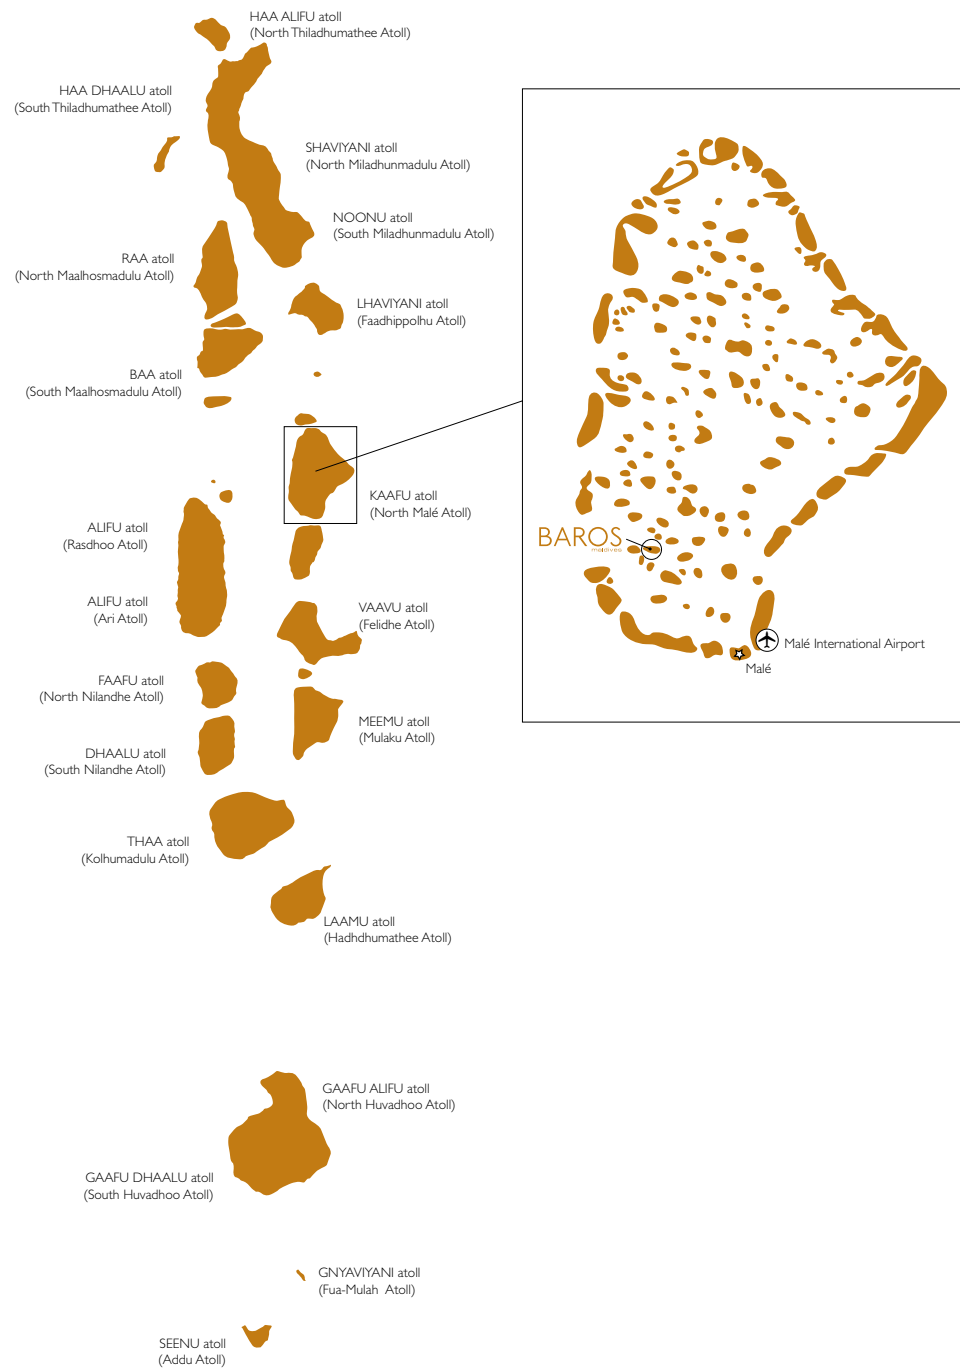 HAA ALIFU atoll
(North Thiladhumathee Atoll)
HAA DHAALU atoll
(South Thiladhumathee Atoll)
SHAVIYANI atoll
(North Miladhunmadulu Atoll)
NOONU atoll
(South Miladhunmadulu Atoll)
RAA atoll
(North Maalhosmadulu Atoll)
LHAVIYANI atoll
(Faadhippolhu Atoll)
BAA atoll
(South Maalhosmadulu Atoll)
KAAFU atoll
(North Malé Atoll)
ALIFU atoll
(Rasdhoo Atoll)
ALIFU atoll
(Ari Atoll)
VAAVU atoll
(Felidhe Atoll)
FAAFU atoll
(North Nilandhe Atoll)
MEEMU atoll
(Mulaku Atoll)
DHAALU atoll
(South Nilandhe Atoll)
THAA atoll
(Kolhumadulu Atoll)
LAAMU atoll
(Hadhdhumathee Atoll)
GAAFU ALIFU atoll
(North Huvadhoo Atoll)
GAAFU DHAALU atoll
(South Huvadhoo Atoll)
GNYAVIYANI atoll
(Fua-Mulah Atoll)
SEENU atoll
(Addu Atoll)
BAROS
maldives
Malé International Airport
Malé